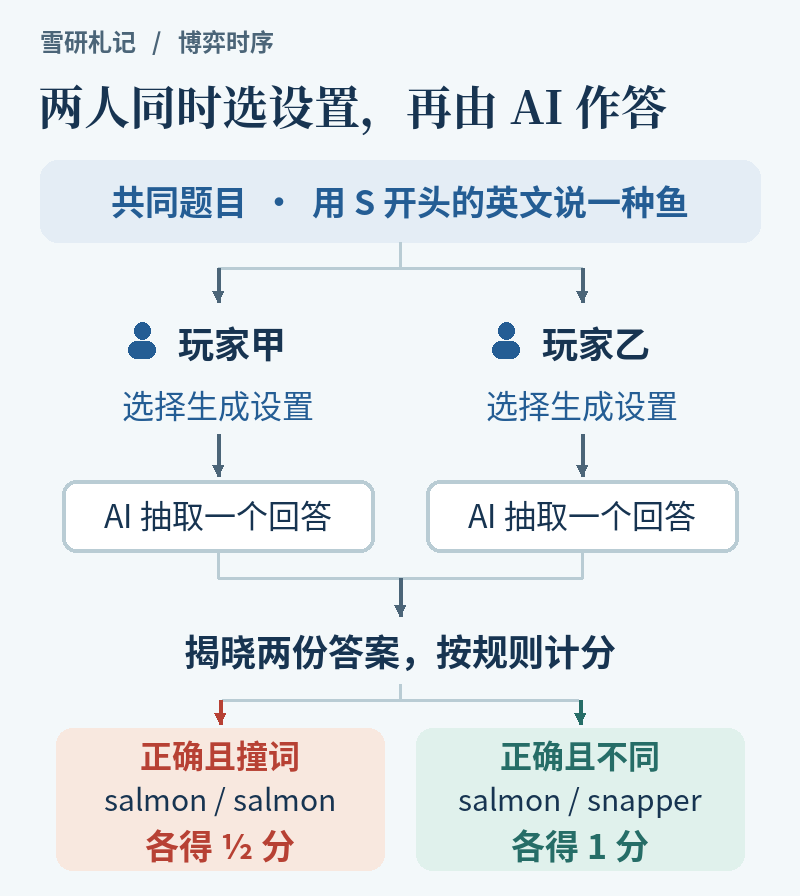 雪研札记 / 博弈时序
两人同时选设置，再由 AI 作答
共同题目 · 用 S 开头的英文说一种鱼
玩家甲
玩家乙
选择生成设置
选择生成设置
AI 抽取一个回答
AI 抽取一个回答
揭晓两份答案，按规则计分
正确且撞词
salmon / salmon
各得 ½ 分
正确且不同
salmon / snapper
各得 1 分